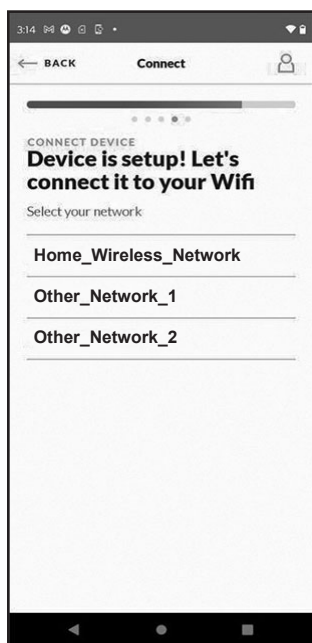 3:14
BACK
Connect
CONNECT DEVICE
Device is setup! Let's
connect it to your Wifi
Select your network
Home_Wireless_Network
Other_Network_1
Other_Network_2